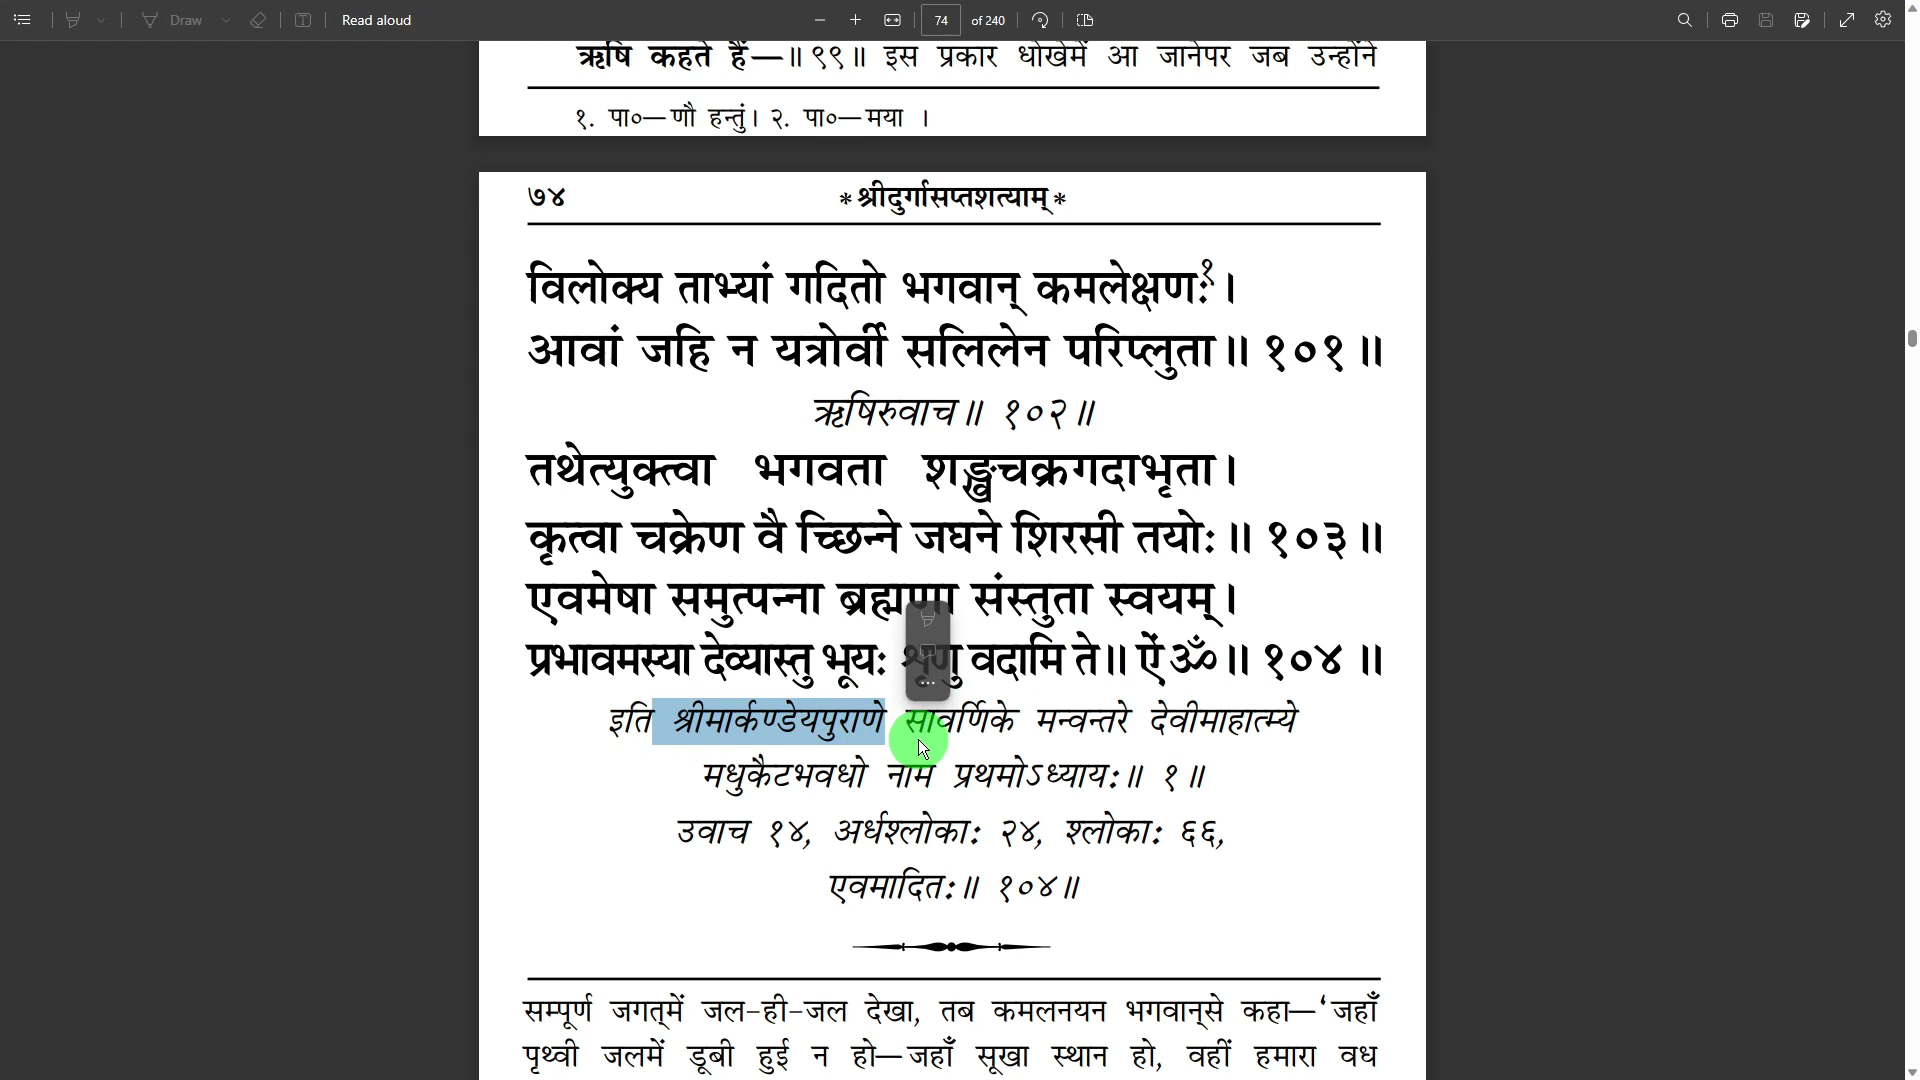 Draw
Read aloud
74 of 240
ऋषि कहते हैं—॥९९॥ इस प्रकार धोखेमें आ जानेपर जब उन्होंने
१. पा०—णौ हन्तुं। २. पा०—मया ।
७४ * श्रीदुर्गासप्तशत्याम् *
विलोक्य ताभ्यां गदितो भगवान् कमलेक्षणः१।
आवां जहि न यत्रोर्वी सलिलेन परिप्लुता॥ १०१॥
ऋषिरुवाच॥ १०२॥
तथेत्युक्त्वा भगवता शङ्खचक्रगदाभृता।
कृत्वा चक्रेण वै च्छिन्ने जघने शिरसी तयोः॥ १०३॥
एवमेषा समुत्पन्ना ब्रह्मणा संस्तुता स्वयम्।
प्रभावमस्या देव्यास्तु भूयः शृणु वदामि ते॥ ऐं ॐ॥ १०४ ॥
इति श्रीमार्कण्डेयपुराणे सावर्णिके मन्वन्तरे देवीमाहात्म्ये
मधुकैटभवधो नाम प्रथमोऽध्यायः॥ १॥
उवाच १४, अर्धश्लोकाः २४, श्लोकाः ६६,
एवमादितः॥ १०४॥
सम्पूर्ण जगत्‌में जल-ही-जल देखा, तब कमलनयन भगवान्‌से कहा—‘जहाँ
पृथ्वी जलमें डूबी हुई न हो—जहाँ सूखा स्थान हो, वहीं हमारा वध